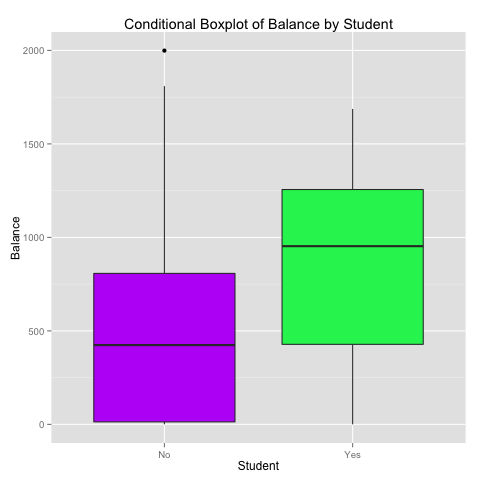 Conditional Boxplot of Balance by Student
2000
1500
1000
500
0
Balance
No
Yes
Student